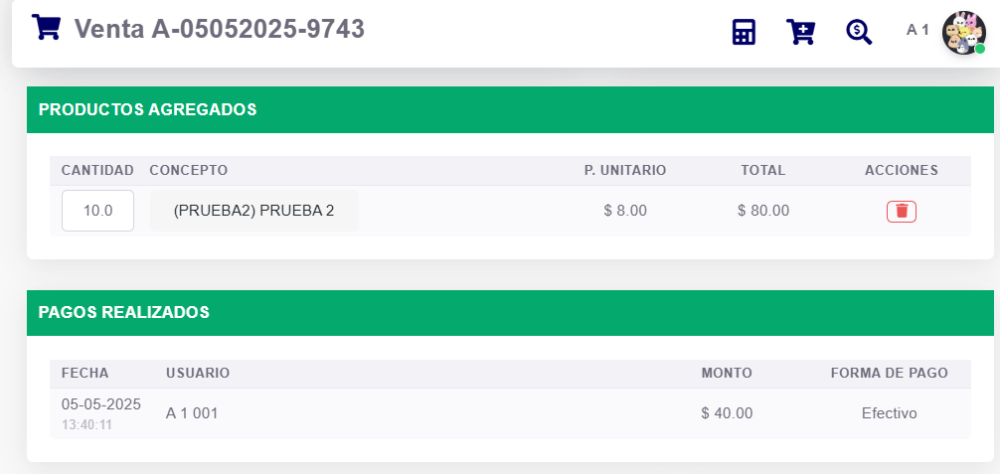 Venta A-05052025-9743
A 1
PRODUCTOS AGREGADOS
CANTIDAD CONCEPTO P. UNITARIO TOTAL ACCIONES
10.0 (PRUEBA2) PRUEBA 2 $ 8.00 $ 80.00
PAGOS REALIZADOS
FECHA USUARIO MONTO FORMA DE PAGO
05-05-2025 A 1 001 $ 40.00 Efectivo
13:40:11